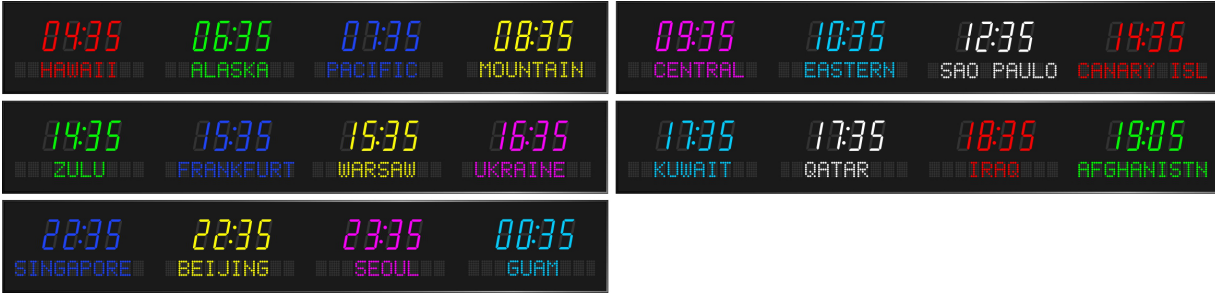 04:35 06:35 07:35 08:35
HAWAII ALASKA PACIFIC MOUNTAIN
09:35 10:35 12:35 14:35
CENTRAL EASTERN SAO PAULO CANARY ISL
14:35 15:35 15:35 16:35
ZULU FRANKFURT WARSAW UKRAINE
17:35 17:35 18:35 19:05
KUWAIT QATAR IRAQ AFGHANISTN
22:35 22:35 23:35 00:35
SINGAPORE BEIJING SEOUL GUAM